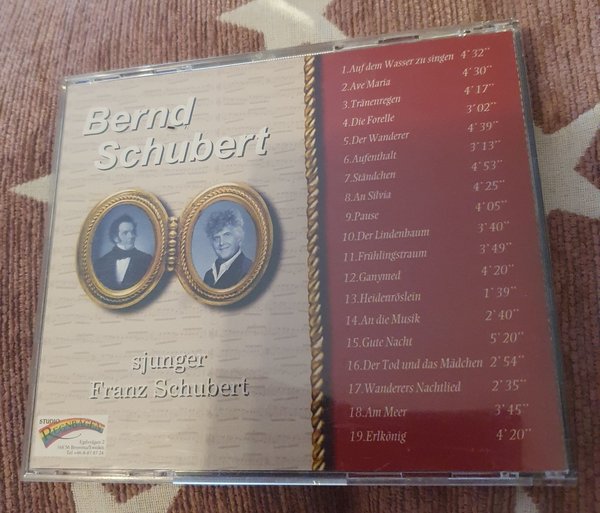 Bernd
Schubert
sjunger
Franz Schubert
STUDIO
1.Auf dem Wasser zu singen 4´32´´
2.Ave Maria 4´30´´
3.Tränenregen 4´17´´
4.Die Forelle 3´02´´
5.Der Wanderer 4´39´´
6.Aufenthalt 3´13´´
7.Ständchen 4´53´´
8.An Silvia 4´25´´
9.Pause 4´05´´
10.Der Lindenbaum 3´40´´
11.Frühlingstraum 3´49´´
12.Ganymed 4´20´´
13.Heidenröslein 1´39´´
14.An die Musik 2´40´´
15.Gute Nacht 5´20´´
16.Der Tod und das Mädchen 2´54´´
17.Wanderers Nachtlied 2´35´´
18.Am Meer 3´45´´
19.Erlkönig 4´20´´